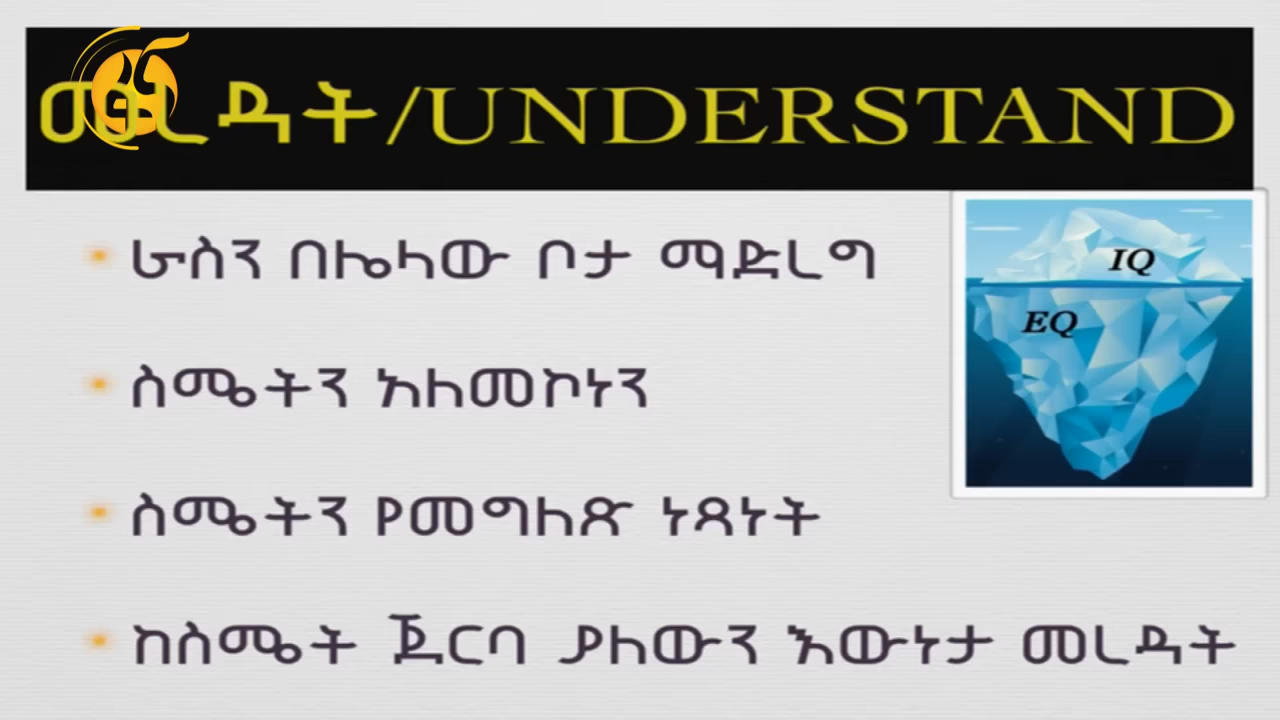 መረዳት/UNDERSTAND
ራስን በሌላው ቦታ ማድረግ
ስሜትን አለመኮነን
ስሜትን የመግለጽ ነጻነት
ከስሜት ጀርባ ያለውን እውነታ መረዳት
IQ
EQ